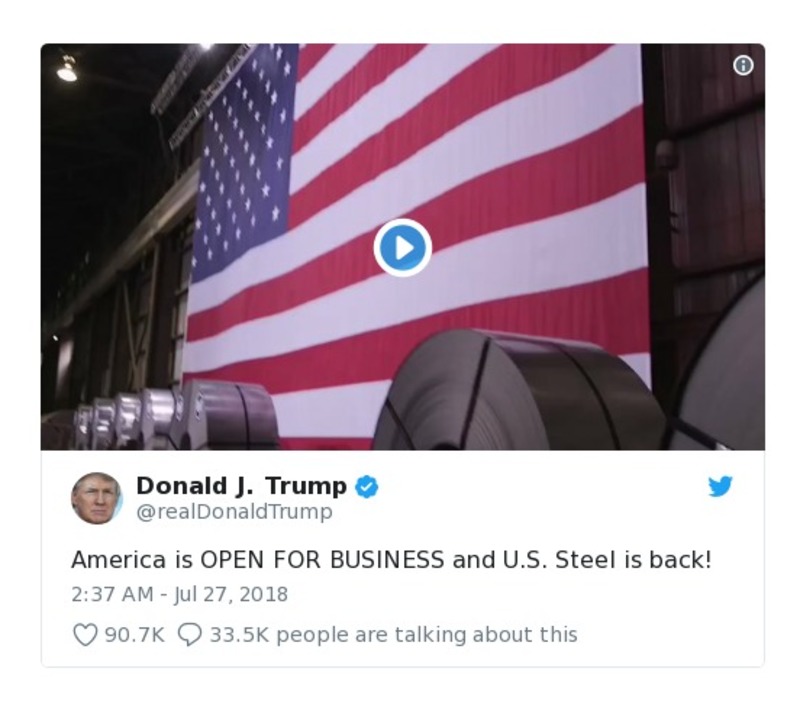 Donald J. Trump
@realDonaldTrump
America is OPEN FOR BUSINESS and U.S. Steel is back!
2:37 AM - Jul 27, 2018
90.7K 33.5K people are talking about this